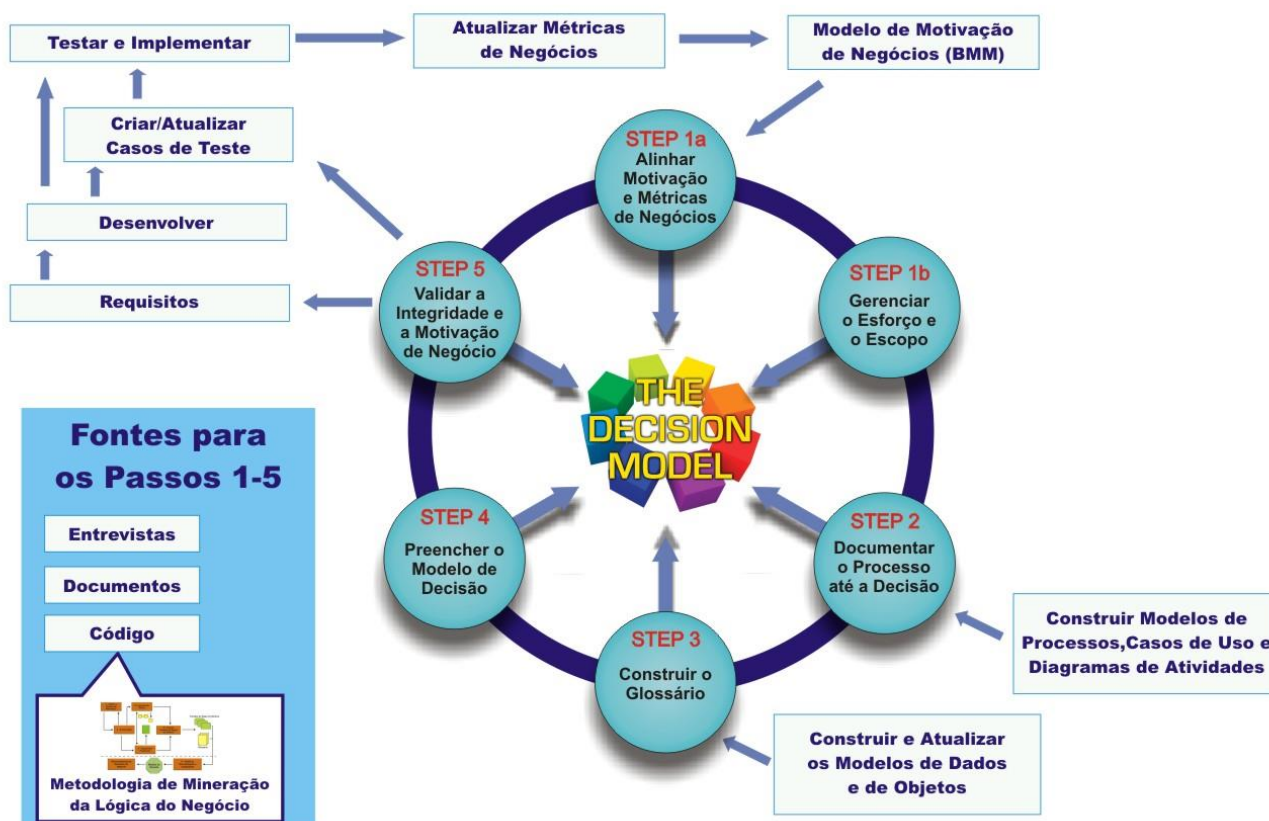 Testar e Implementar
Atualizar Métricas
de Negócios
Modelo de Motivação
de Negócios (BMM)
Criar/Atualizar
Casos de Teste
Desenvolver
Requisitos
STEP 1a
Alinhar
Motivação
e Métricas
de Negócios
STEP 1b
Gerenciar
o Esforço e
o Escopo
STEP 5
Validar a
Integridade e
a Motivação
de Negócio
THE
DECISION
MODEL
STEP 4
Preencher o
Modelo de
Decisão
STEP 2
Documentar
o Processo
até a Decisão
STEP 3
Construir o
Glossário
Construir Modelos de
Processos,Casos de Uso e
Diagramas de Atividades
Construir e Atualizar
os Modelos de Dados
e de Objetos
Fontes para
os Passos 1-5
Entrevistas
Documentos
Código
Metodologia de Mineração
da Lógica do Negócio